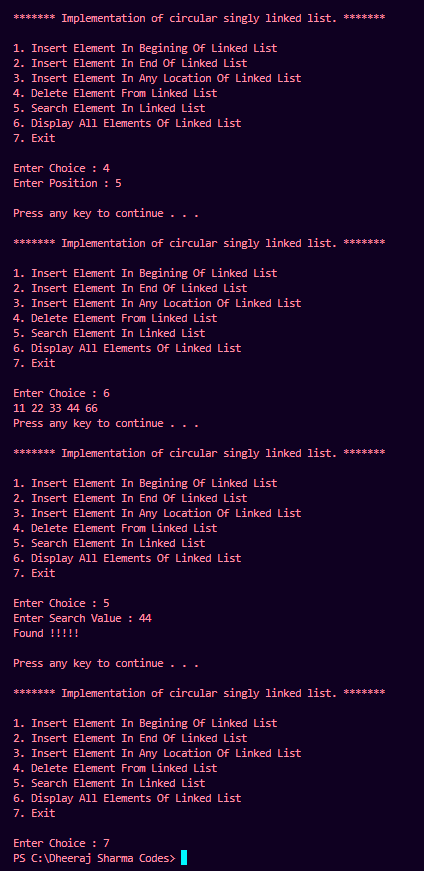 ******* Implementation of circular singly linked list. *******
1. Insert Element In Begining Of Linked List
2. Insert Element In End Of Linked List
3. Insert Element In Any Location Of Linked List
4. Delete Element From Linked List
5. Search Element In Linked List
6. Display All Elements Of Linked List
7. Exit
Enter Choice : 4
Enter Position : 5
Press any key to continue . . .
******* Implementation of circular singly linked list. *******
1. Insert Element In Begining Of Linked List
2. Insert Element In End Of Linked List
3. Insert Element In Any Location Of Linked List
4. Delete Element From Linked List
5. Search Element In Linked List
6. Display All Elements Of Linked List
7. Exit
Enter Choice : 6
11 22 33 44 66
Press any key to continue . . .
******* Implementation of circular singly linked list. *******
1. Insert Element In Begining Of Linked List
2. Insert Element In End Of Linked List
3. Insert Element In Any Location Of Linked List
4. Delete Element From Linked List
5. Search Element In Linked List
6. Display All Elements Of Linked List
7. Exit
Enter Choice : 5
Enter Search Value : 44
Found !!!!!
Press any key to continue . . .
******* Implementation of circular singly linked list. *******
1. Insert Element In Begining Of Linked List
2. Insert Element In End Of Linked List
3. Insert Element In Any Location Of Linked List
4. Delete Element From Linked List
5. Search Element In Linked List
6. Display All Elements Of Linked List
7. Exit
Enter Choice : 7
PS C:\Dheeraj Sharma Codes>